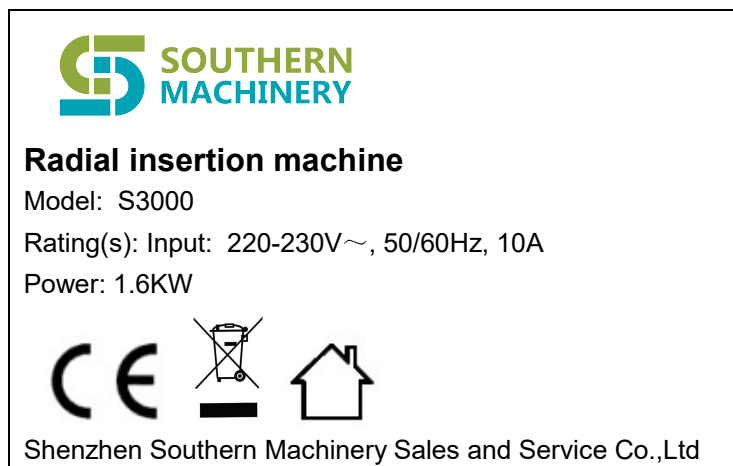 SOUTHERN
MACHINERY
Radial insertion machine
Model: S3000
Rating(s): Input: 220-230V～, 50/60Hz, 10A
Power: 1.6KW
CE
Shenzhen Southern Machinery Sales and Service Co.,Ltd